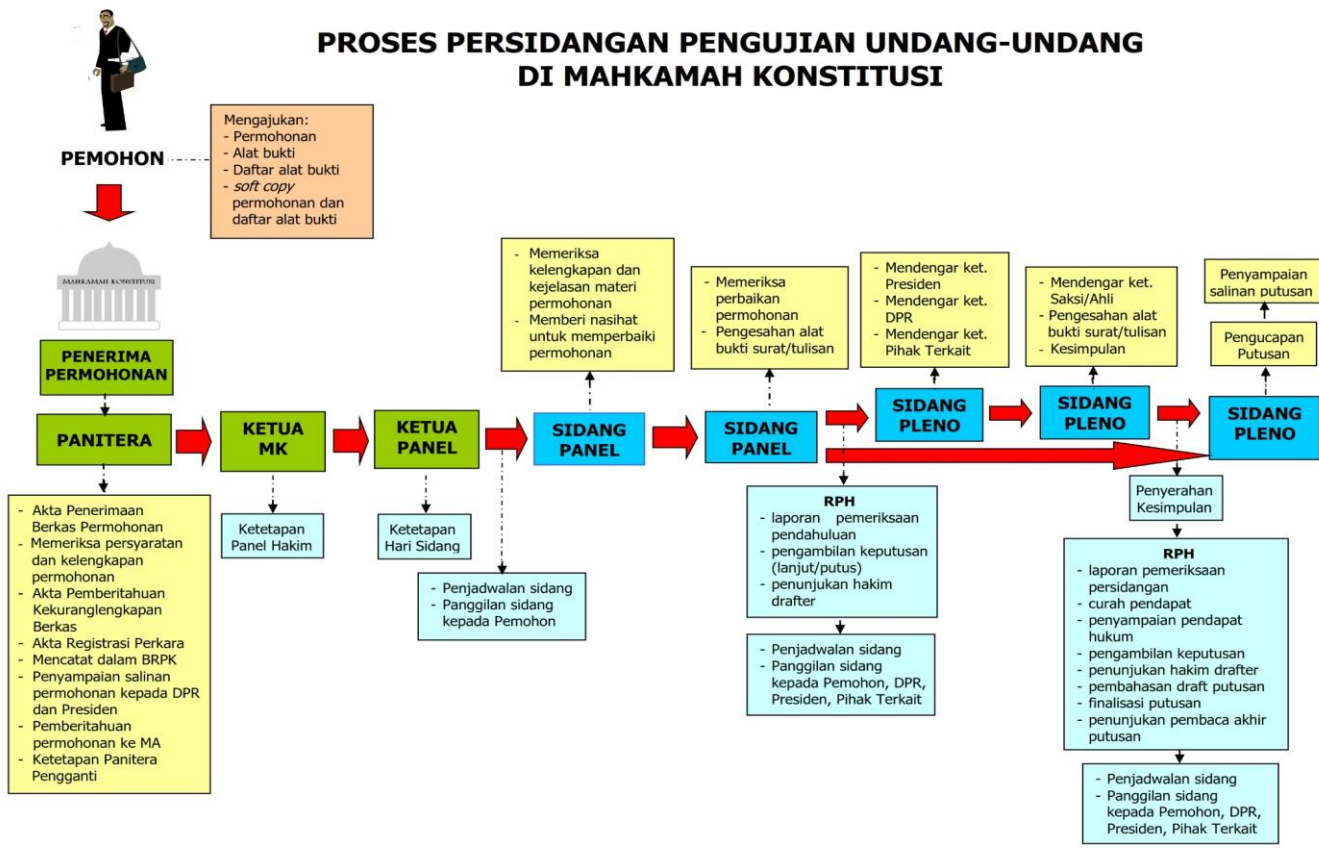 PROSES PERSIDANGAN PENGUJIAN UNDANG-UNDANG
DI MAHKAMAH KONSTITUSI
PEMOHON
Mengajukan:
- Permohonan
- Alat bukti
- Daftar alat bukti
- soft copy
permohonan dan
daftar alat bukti
MAHKAMAH KONSTITUSI
PENERIMA
PERMOHONAN
PANITERA
- Akta Penerimaan
Berkas Permohonan
- Memeriksa persyaratan
dan kelengkapan
permohonan
- Akta Pemberitahuan
Kekuranglengkapan
Berkas
- Akta Registrasi Perkara
- Mencatat dalam BRPK
- Penyampaian salinan
permohonan kepada DPR
dan Presiden
- Pemberitahuan
permohonan ke MA
- Ketetapan Panitera
Pengganti
KETUA
MK
Ketetapan
Panel Hakim
KETUA
PANEL
Ketetapan
Hari Sidang
- Penjadwalan sidang
- Panggilan sidang
kepada Pemohon
- Memeriksa
kelengkapan dan
kejelasan materi
permohonan
- Memberi nasihat
untuk memperbaiki
permohonan
SIDANG
PANEL
- Memeriksa
perbaikan
permohonan
- Pengesahan alat
bukti surat/tulisan
SIDANG
PANEL
RPH
- laporan pemeriksaan
pendahuluan
- pengambilan keputusan
(lanjut/putus)
- penunjukan hakim
drafter
- Penjadwalan sidang
- Panggilan sidang
kepada Pemohon, DPR,
Presiden, Pihak Terkait
- Mendengar ket.
Presiden
- Mendengar ket.
DPR
- Mendengar ket.
Pihak Terkait
SIDANG
PLENO
- Mendengar ket.
Saksi/Ahli
- Pengesahan alat
bukti surat/tulisan
- Kesimpulan
SIDANG
PLENO
Penyerahan
Kesimpulan
RPH
- laporan pemeriksaan
persidangan
- curah pendapat
- penyampaian pendapat
hukum
- pengambilan keputusan
- penunjukan hakim drafter
- pembahasan draft putusan
- finalisasi putusan
- penunjukan pembaca akhir
putusan
- Penjadwalan sidang
- Panggilan sidang
kepada Pemohon, DPR,
Presiden, Pihak Terkait
Penyampaian
salinan putusan
Pengucapan
Putusan
SIDANG
PLENO